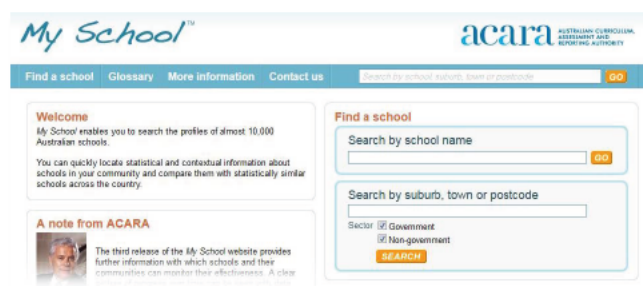 My School™
acara AUSTRALIAN CURRICULUM,
ASSESSMENT AND
REPORTING AUTHORITY
Find a school Glossary More information Contact us Search by school, suburb, town or postcode GO
Welcome
My School enables you to search the profiles of almost 10,000
Australian schools.
You can quickly locate statistical and contextual information about
schools in your community and compare them with statistically similar
schools across the country.
A note from ACARA
The third release of the My School website provides
further information with which schools and their
communities can monitor their effectiveness. A clear
Find a school
Search by school name
GO
Search by suburb, town or postcode
Sector Government
Non-government
SEARCH